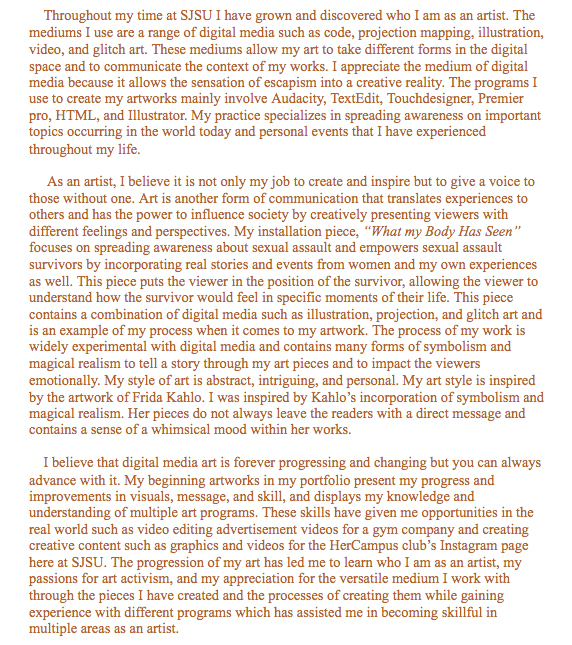 Throughout my time at SJSU I have grown and discovered who I am as an artist. The
mediums I use are a range of digital media such as code, projection mapping, illustration,
video, and glitch art. These mediums allow my art to take different forms in the digital
space and to communicate the context of my works. I appreciate the medium of digital
media because it allows the sensation of escapism into a creative reality. The programs I
use to create my artworks mainly involve Audacity, TextEdit, Touchdesigner, Premier
pro, HTML, and Illustrator. My practice specializes in spreading awareness on important
topics occurring in the world today and personal events that I have experienced
throughout my life.
As an artist, I believe it is not only my job to create and inspire but to give a voice to
those without one. Art is another form of communication that translates experiences to
others and has the power to influence society by creatively presenting viewers with
different feelings and perspectives. My installation piece, “What my Body Has Seen”
focuses on spreading awareness about sexual assault and empowers sexual assault
survivors by incorporating real stories and events from women and my own experiences
as well. This piece puts the viewer in the position of the survivor, allowing the viewer to
understand how the survivor would feel in specific moments of their life. This piece
contains a combination of digital media such as illustration, projection, and glitch art and
is an example of my process when it comes to my artwork. The process of my work is
widely experimental with digital media and contains many forms of symbolism and
magical realism to tell a story through my art pieces and to impact the viewers
emotionally. My style of art is abstract, intriguing, and personal. My art style is inspired
by the artwork of Frida Kahlo. I was inspired by Kahlo’s incorporation of symbolism and
magical realism. Her pieces do not always leave the readers with a direct message and
contains a sense of a whimsical mood within her works.
I believe that digital media art is forever progressing and changing but you can always
advance with it. My beginning artworks in my portfolio present my progress and
improvements in visuals, message, and skill, and displays my knowledge and
understanding of multiple art programs. These skills have given me opportunities in the
real world such as video editing advertisement videos for a gym company and creating
creative content such as graphics and videos for the HerCampus club’s Instagram page
here at SJSU. The progression of my art has led me to learn who I am as an artist, my
passions for art activism, and my appreciation for the versatile medium I work with
through the pieces I have created and the processes of creating them while gaining
experience with different programs which has assisted me in becoming skillful in
multiple areas as an artist.